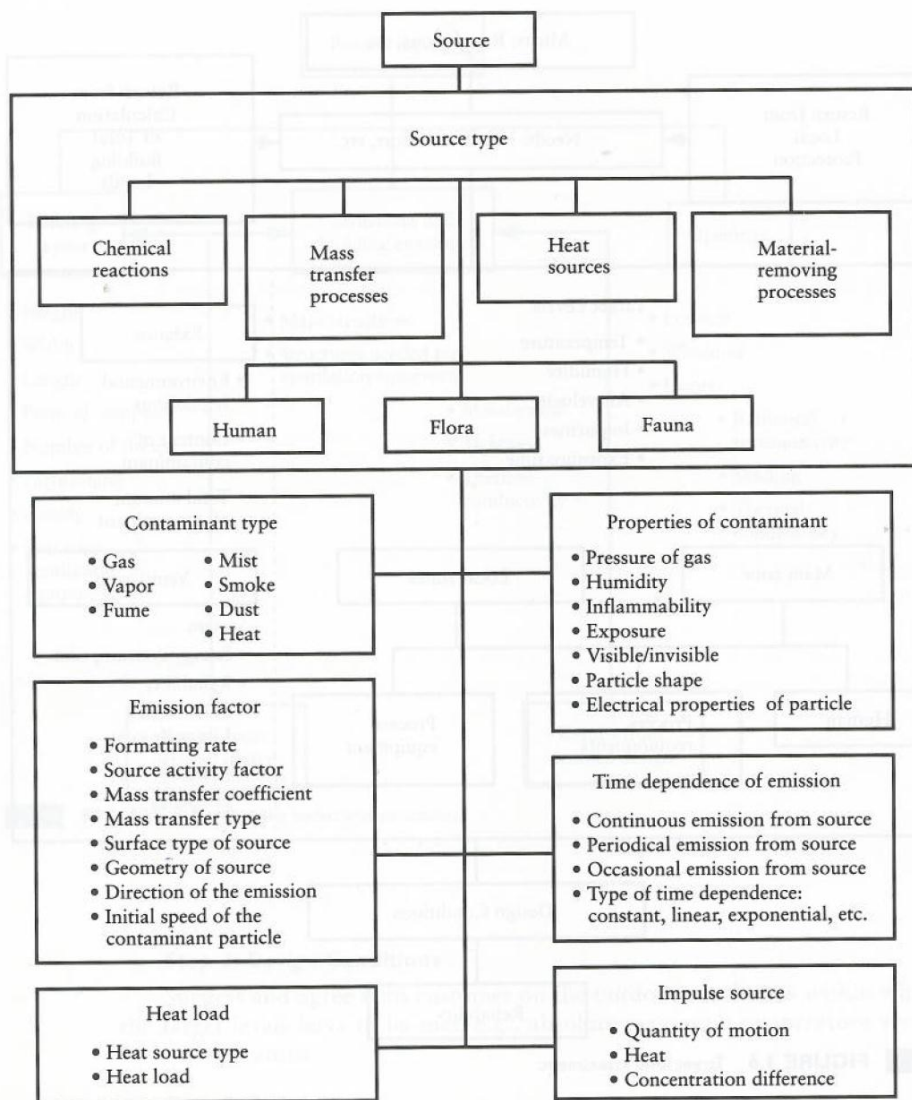 Source
Source type
Chemical
reactions
Mass
transfer
processes
Heat
sources
Material-
removing
processes
Human
Flora
Fauna
Contaminant type
• Gas
• Vapor
• Fume
• Mist
• Smoke
• Dust
• Heat
Properties of contaminant
• Pressure of gas
• Humidity
• Inflammability
• Exposure
• Visible/invisible
• Particle shape
• Electrical properties of particle
Emission factor
• Formatting rate
• Source activity factor
• Mass transfer coefficient
• Mass transfer type
• Surface type of source
• Geometry of source
• Direction of the emission
• Initial speed of the
contaminant particle
Time dependence of emission
• Continuous emission from source
• Periodical emission from source
• Occasional emission from source
• Type of time dependence:
constant, linear, exponential, etc.
Heat load
• Heat source type
• Heat load
Impulse source
• Quantity of motion
• Heat
• Concentration difference